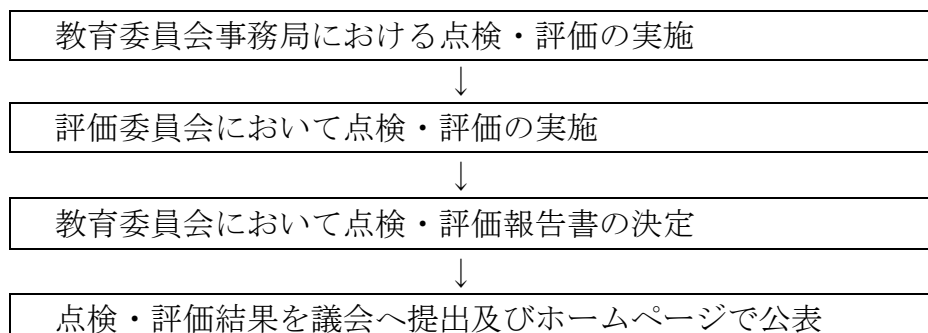 教育委員会事務局における点検・評価の実施
↓
評価委員会において点検・評価の実施
↓
教育委員会において点検・評価報告書の決定
↓
点検・評価結果を議会へ提出及びホームページで公表